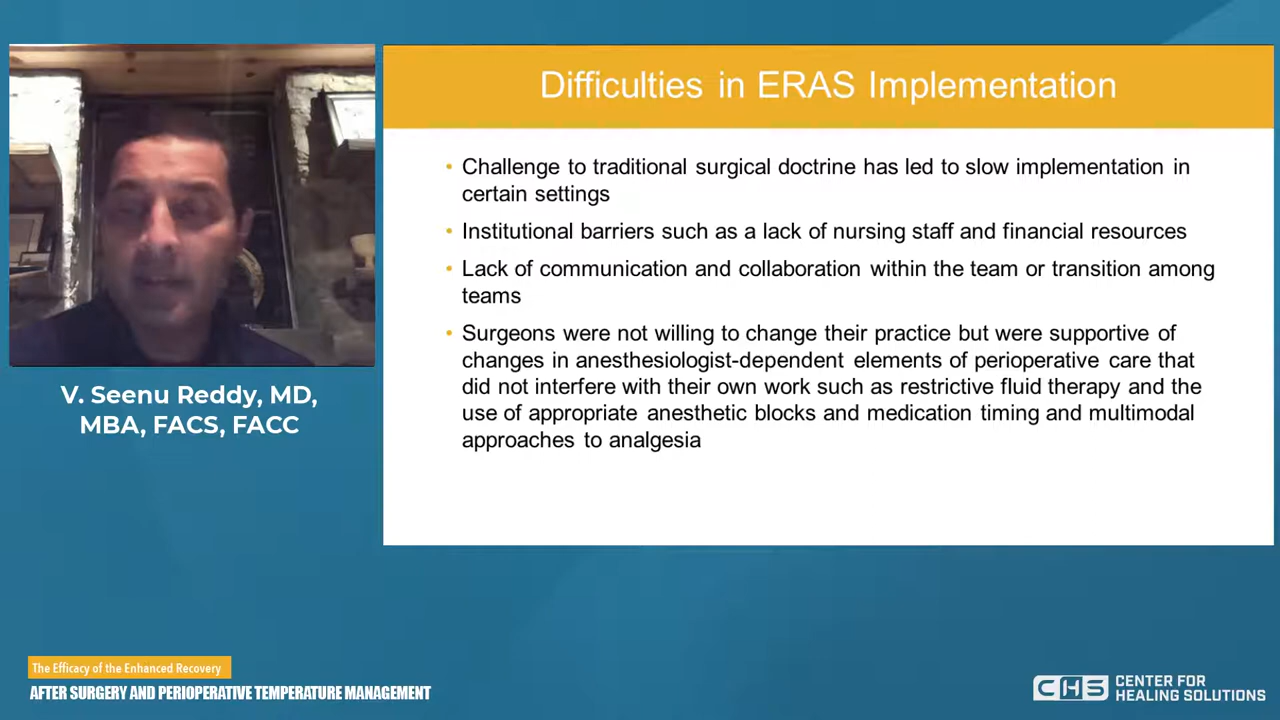 Difficulties in ERAS Implementation
• Challenge to traditional surgical doctrine has led to slow implementation in
certain settings
• Institutional barriers such as a lack of nursing staff and financial resources
• Lack of communication and collaboration within the team or transition among
teams
• Surgeons were not willing to change their practice but were supportive of
changes in anesthesiologist-dependent elements of perioperative care that
did not interfere with their own work such as restrictive fluid therapy and the
use of appropriate anesthetic blocks and medication timing and multimodal
approaches to analgesia
V. Seenu Reddy, MD,
MBA, FACS, FACC
The Efficacy of the Enhanced Recovery
AFTER SURGERY AND PERIOPERATIVE TEMPERATURE MANAGEMENT
CHS
CENTER FOR
HEALING SOLUTIONS